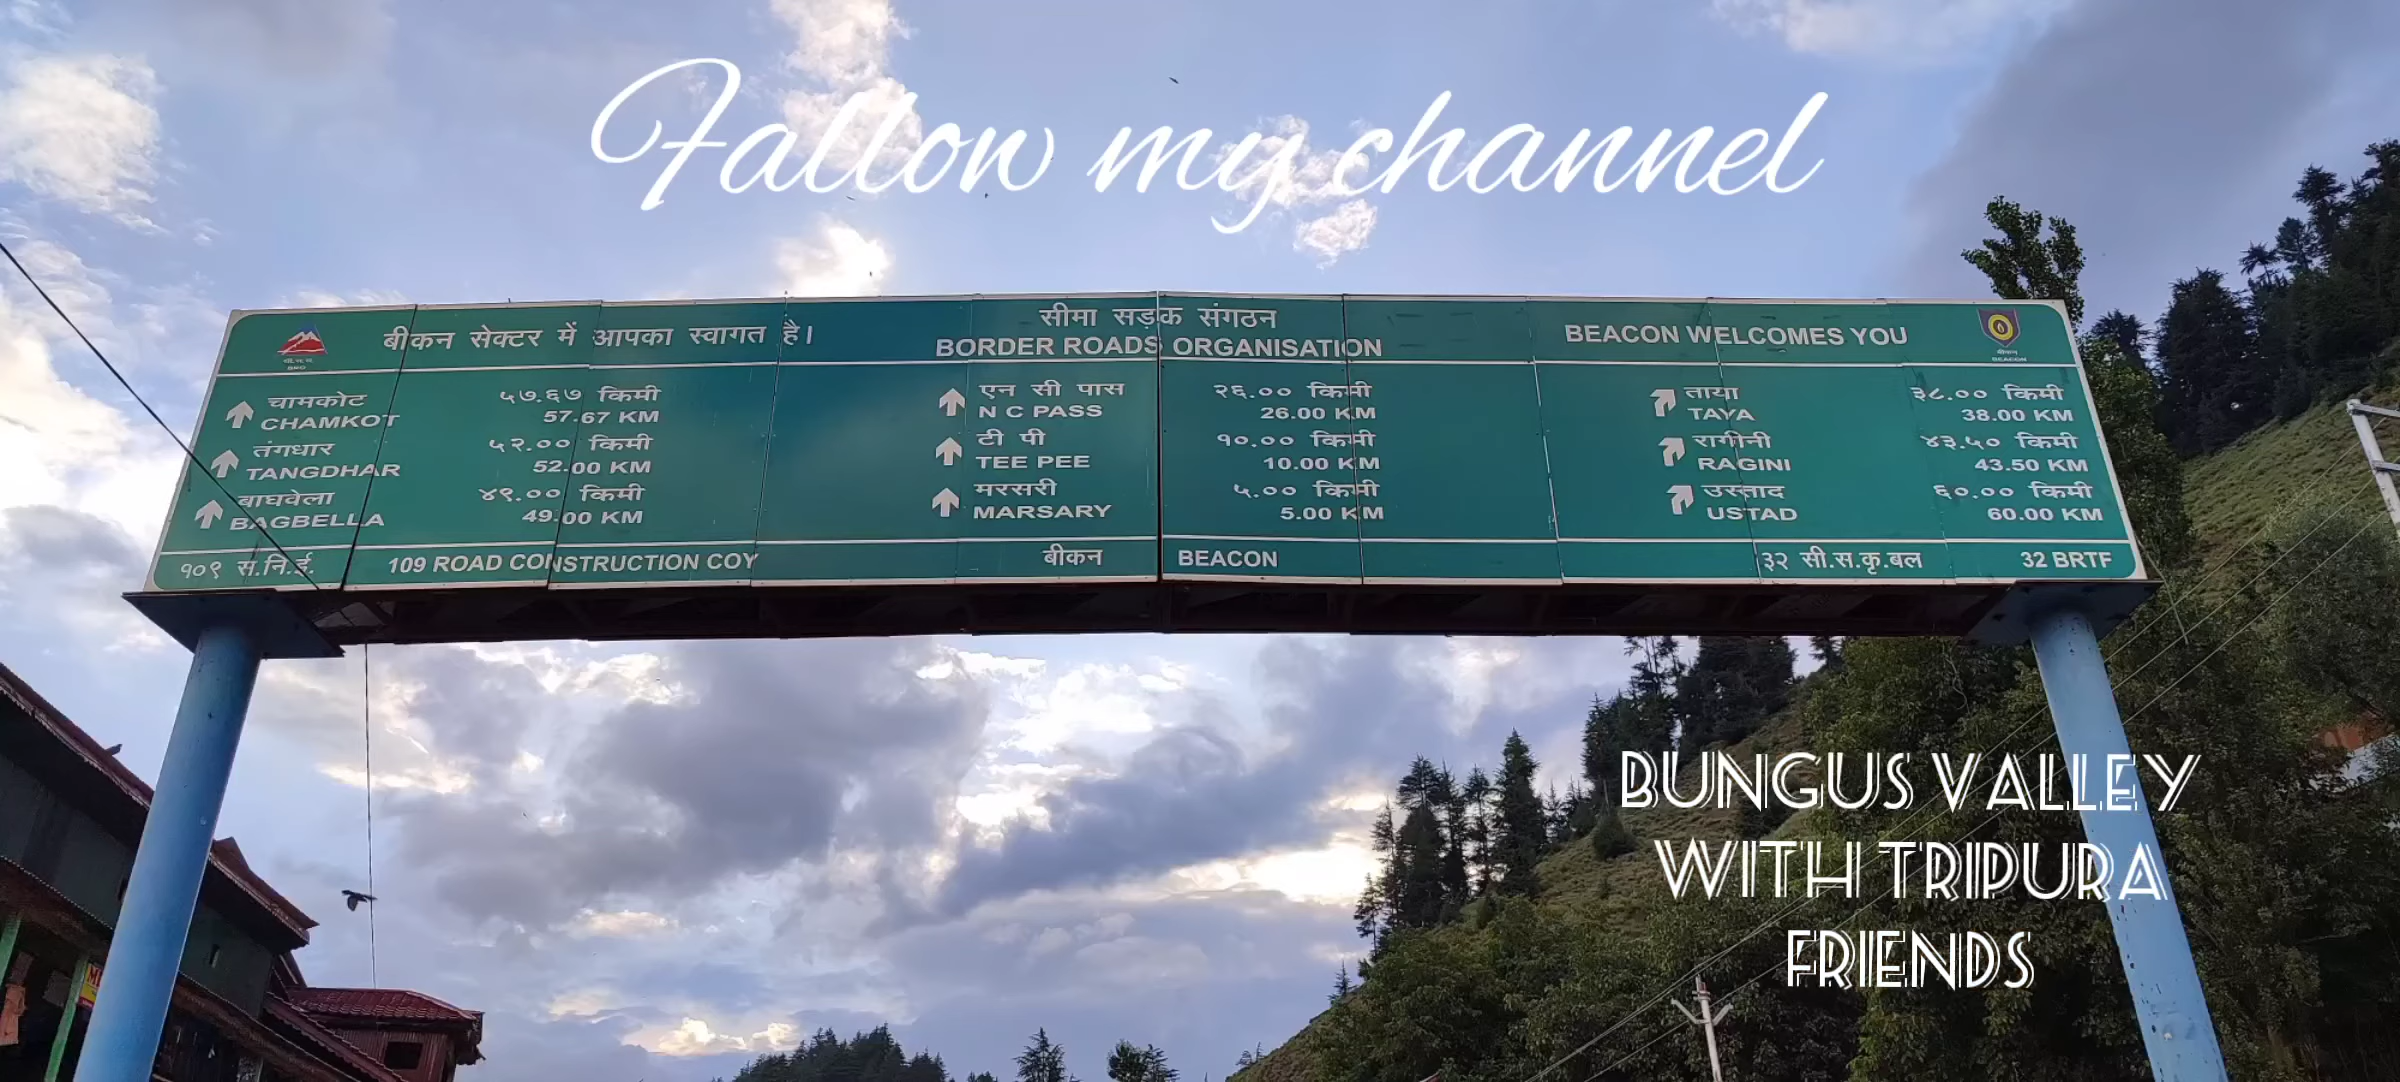 Fallow my channel
बीकन सेक्टर में आपका स्वागत है।
सीमा सड़क संगठन
BORDER ROADS ORGANISATION
BEACON WELCOMES YOU
बीकन
BEACON
BRO
चामकोट ५७.६७ किमी
CHAMKOT 57.67 KM
तंगधार ५२.०० किमी
TANGDHAR 52.00 KM
बाघवेला ४९.०० किमी
BAGBELLA 49.00 KM
एन सी पास २६.०० किमी
N C PASS 26.00 KM
टी पी १०.०० किमी
TEE PEE 10.00 KM
मरसरी ५.०० किमी
MARSARY 5.00 KM
ताया ३८.०० किमी
TAYA 38.00 KM
रागीनी ४३.५० किमी
RAGINI 43.50 KM
उस्ताद ६०.०० किमी
USTAD 60.00 KM
१०९ स.नि.ई. 109 ROAD CONSTRUCTION COY बीकन BEACON ३२ सी.स.कृ.बल 32 BRTF
BUNGUS VALLEY
WITH TRIPURA
FRIENDS